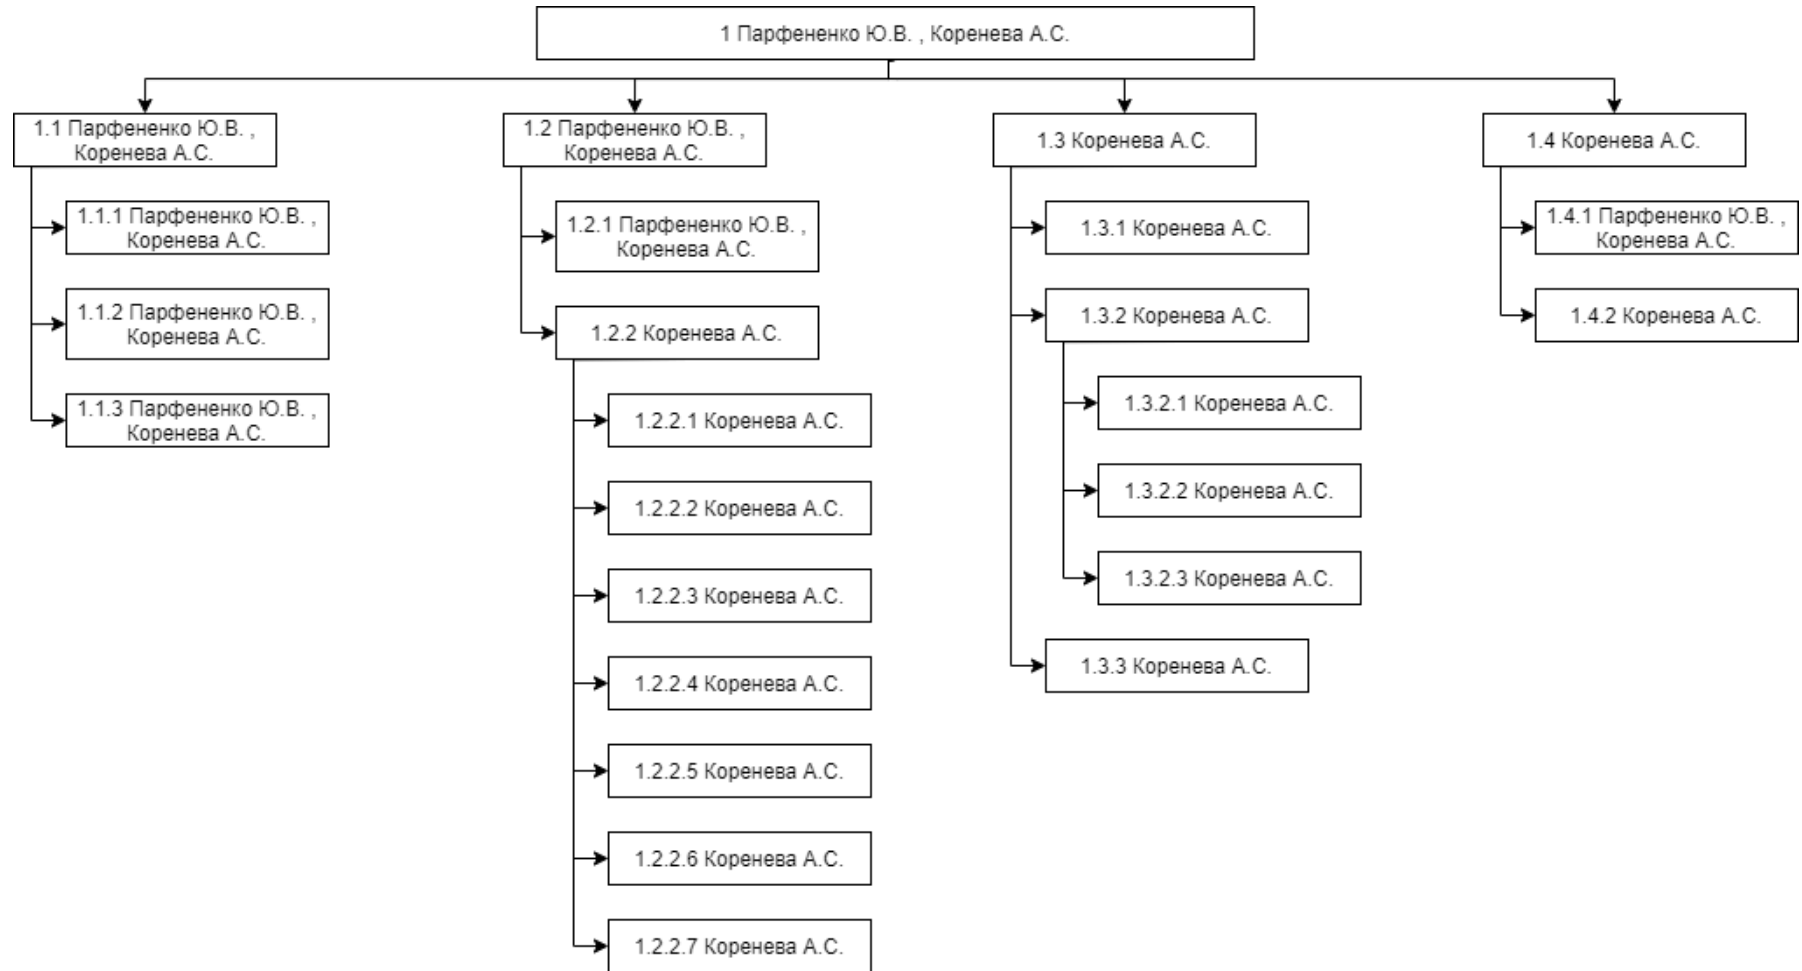 1 Парфененко Ю.В. , Коренева А.С.
1.1 Парфененко Ю.В. ,
Коренева А.С.
1.1.1 Парфененко Ю.В. ,
Коренева А.С.
1.1.2 Парфененко Ю.В. ,
Коренева А.С.
1.1.3 Парфененко Ю.В. ,
Коренева А.С.
1.2 Парфененко Ю.В. ,
Коренева А.С.
1.2.1 Парфененко Ю.В. ,
Коренева А.С.
1.2.2 Коренева А.С.
1.2.2.1 Коренева А.С.
1.2.2.2 Коренева А.С.
1.2.2.3 Коренева А.С.
1.2.2.4 Коренева А.С.
1.2.2.5 Коренева А.С.
1.2.2.6 Коренева А.С.
1.2.2.7 Коренева А.С.
1.3 Коренева А.С.
1.3.1 Коренева А.С.
1.3.2 Коренева А.С.
1.3.2.1 Коренева А.С.
1.3.2.2 Коренева А.С.
1.3.2.3 Коренева А.С.
1.3.3 Коренева А.С.
1.4 Коренева А.С.
1.4.1 Парфененко Ю.В. ,
Коренева А.С.
1.4.2 Коренева А.С.